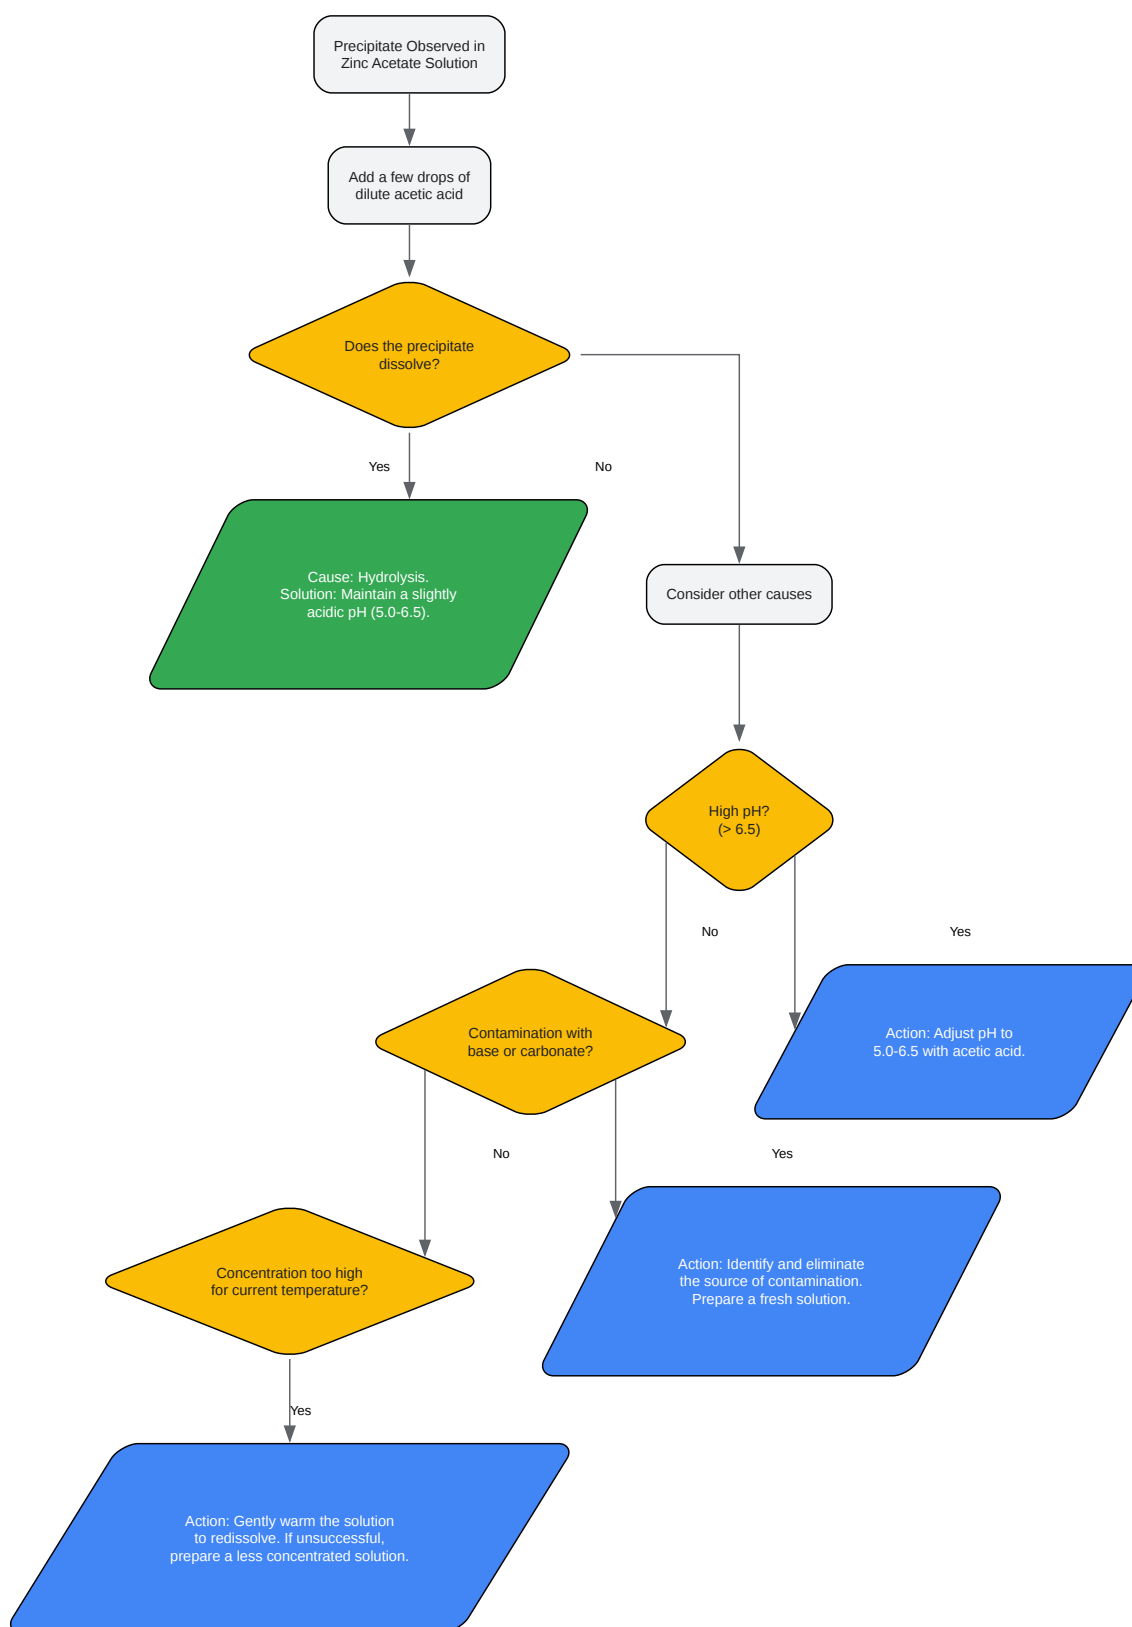 Precipitate Observed in
Zinc Acetate Solution
Add a few drops of
dilute acetic acid
Does the precipitate
dissolve?
Yes
No
Cause: Hydrolysis.
Solution: Maintain a slightly
acidic pH (5.0-6.5).
Consider other causes
High pH?
(> 6.5)
No
Yes
Contamination with
base or carbonate?
Action: Adjust pH to
5.0-6.5 with acetic acid.
No
Yes
Concentration too high
for current temperature?
Action: Identify and eliminate
the source of contamination.
Prepare a fresh solution.
Yes
Action: Gently warm the solution
to redissolve. If unsuccessful,
prepare a less concentrated solution.